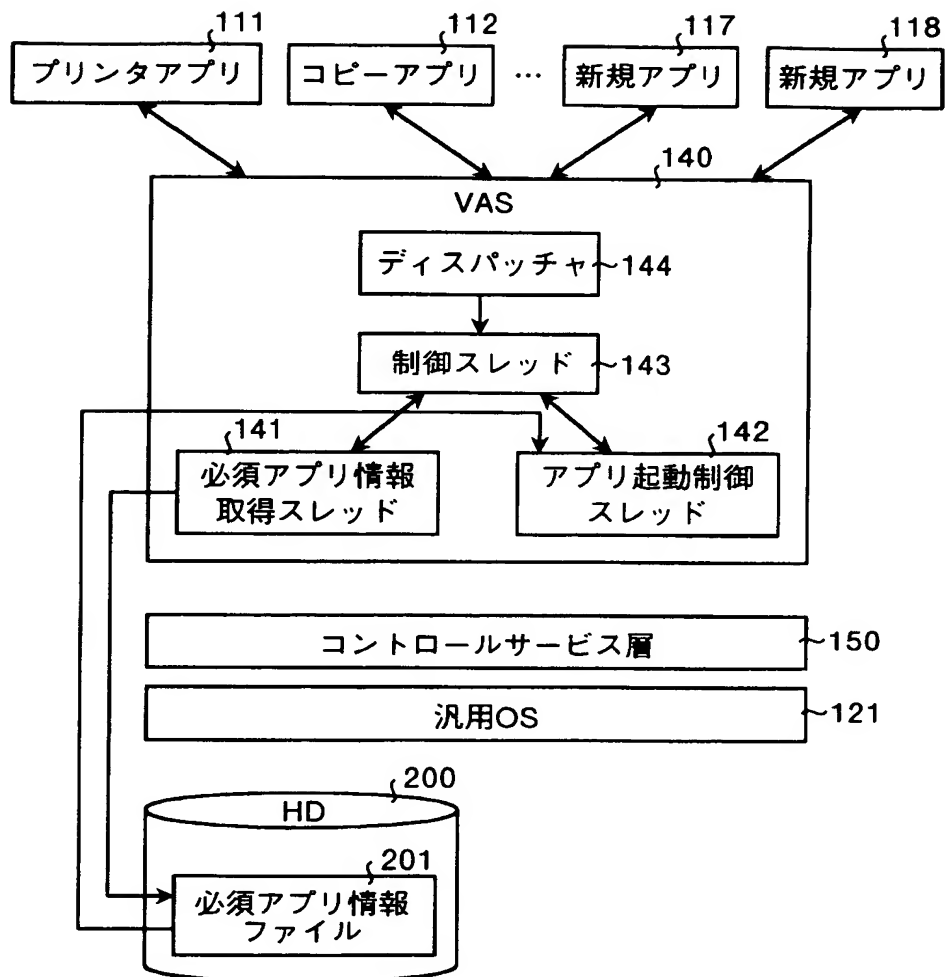 111
112
117
118
プリンタアプリ
コピーアプリ
…
新規アプリ
新規アプリ
140
VAS
ディスパッチャ
144
制御スレッド
143
141
142
必須アプリ情報
取得スレッド
アプリ起動制御
スレッド
コントロールサービス層
150
汎用OS
121
200
HD
201
必須アプリ情報
ファイル